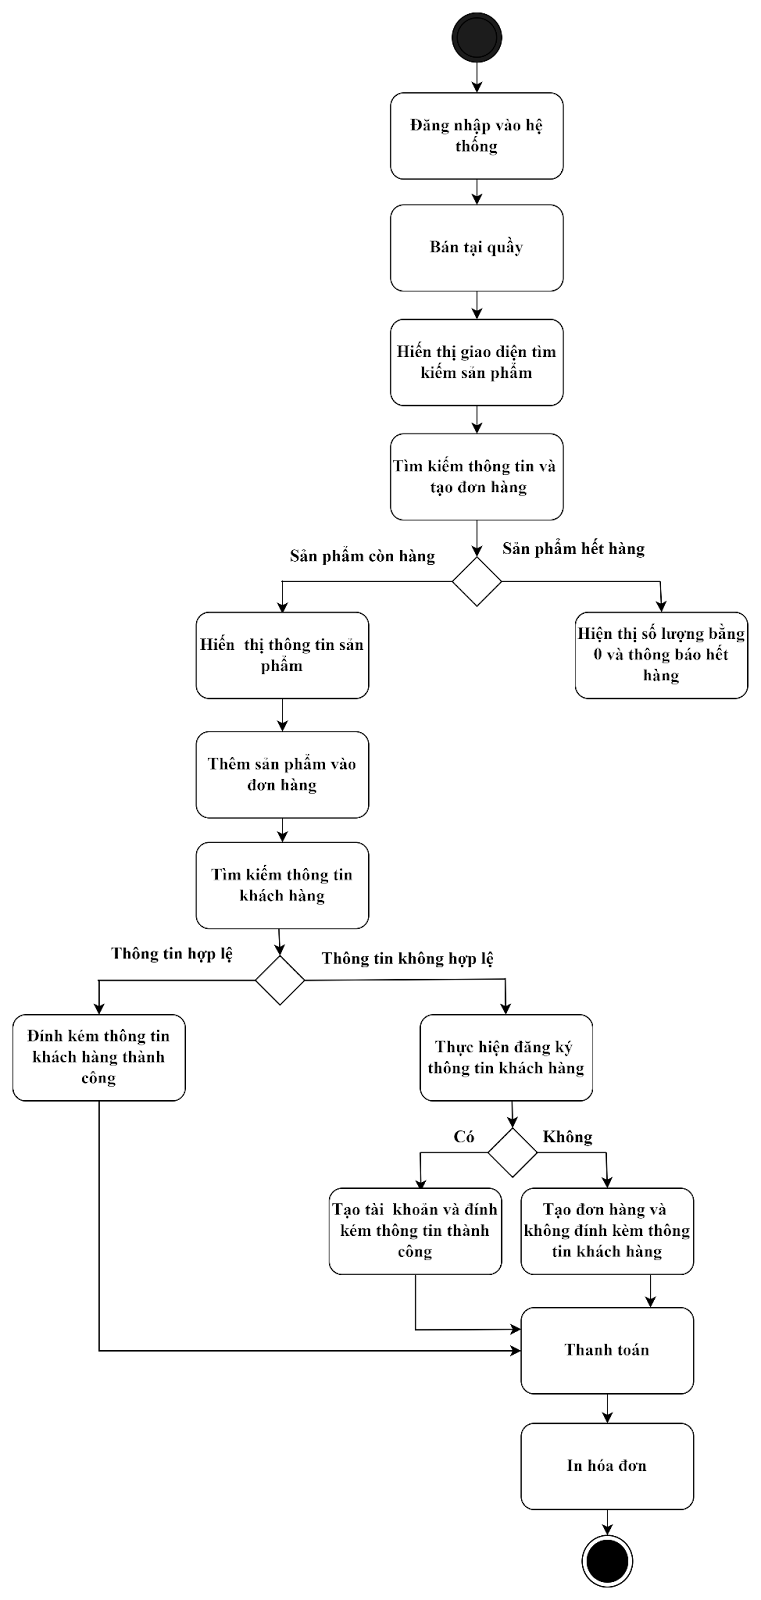 Đăng nhập vào hệ
thống
Bán tại quầy
Hiển thị giao diện tìm
kiếm sản phẩm
Tìm kiếm thông tin và
tạo đơn hàng
Sản phẩm còn hàng
Sản phẩm hết hàng
Hiển thị thông tin sản
phẩm
Hiện thị số lượng bằng
0 và thông báo hết
hàng
Thêm sản phẩm vào
đơn hàng
Tìm kiếm thông tin
khách hàng
Thông tin hợp lệ
Thông tin không hợp lệ
Đính kém thông tin
khách hàng thành
công
Thực hiện đăng ký
thông tin khách hàng
Có
Không
Tạo tài khoản và đính
kém thông tin thành
công
Tạo đơn hàng và
không đính kèm thông
tin khách hàng
Thanh toán
In hóa đơn